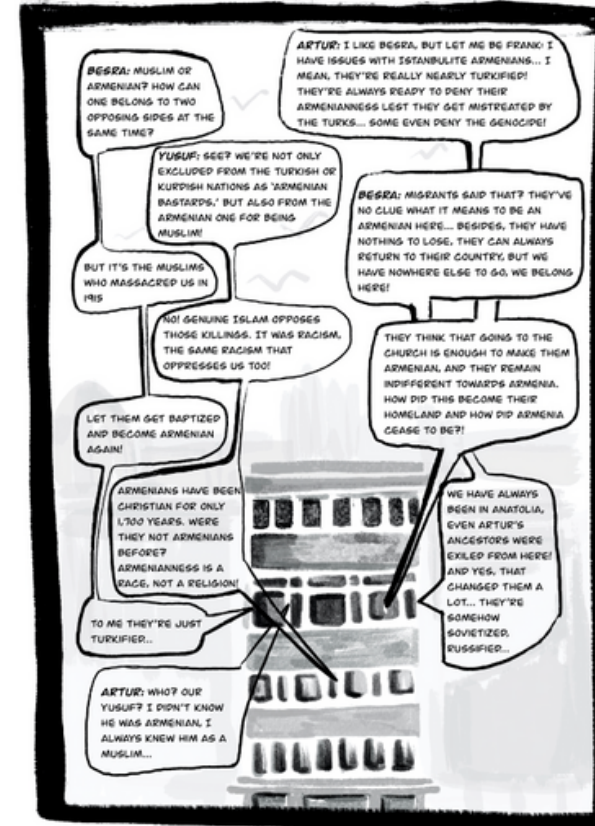 BESRA: MUSLIM OR
ARMENIAN? HOW CAN
ONE BELONG TO TWO
OPPOSING SIDES AT THE
SAME TIME?
YUSUF: SEE? WE'RE NOT ONLY
EXCLUDED FROM THE TURKISH OR
KURDISH NATIONS AS 'ARMENIAN
BASTARDS,' BUT ALSO FROM THE
ARMENIAN ONE FOR BEING
MUSLIM!
BUT IT'S THE MUSLIMS
WHO MASSACRED US IN
1915
NO! GENUINE ISLAM OPPOSES
THOSE KILLINGS. IT WAS RACISM,
THE SAME RACISM THAT
OPPRESSES US TOO!
LET THEM GET BAPTIZED
AND BECOME ARMENIAN
AGAIN!
ARMENIANS HAVE BEEN
CHRISTIAN FOR ONLY
1,700 YEARS. WERE
THEY NOT ARMENIANS
BEFORE?
ARMENIANNESS IS A
RACE, NOT A RELIGION!
TO ME THEY'RE JUST
TURKIFIED...
ARTUR: WHO? OUR
YUSUF? I DIDN'T KNOW
HE WAS ARMENIAN, I
ALWAYS KNEW HIM AS A
MUSLIM...
ARTUR: I LIKE BESRA, BUT LET ME BE FRANK: I
HAVE ISSUES WITH ISTANBULITE ARMENIANS... I
MEAN, THEY'RE REALLY NEARLY TURKIFIED!
THEY'RE ALWAYS READY TO DENY THEIR
ARMENIANNESS LEST THEY GET MISTREATED BY
THE TURKS... SOME EVEN DENY THE GENOCIDE!
BESRA: MIGRANTS SAID THAT? THEY'VE
NO CLUE WHAT IT MEANS TO BE AN
ARMENIAN HERE... BESIDES, THEY HAVE
NOTHING TO LOSE, THEY CAN ALWAYS
RETURN TO THEIR COUNTRY, BUT WE
HAVE NOWHERE ELSE TO GO, WE BELONG
HERE!
THEY THINK THAT GOING TO THE
CHURCH IS ENOUGH TO MAKE THEM
ARMENIAN, AND THEY REMAIN
INDIFFERENT TOWARDS ARMENIA.
HOW DID THIS BECOME THEIR
HOMELAND AND HOW DID ARMENIA
CEASE TO BE?!
WE HAVE ALWAYS
BEEN IN ANATOLIA,
EVEN ARTUR'S
ANCESTORS WERE
EXILED FROM HERE!
AND YES, THAT
CHANGED THEM A
LOT... THEY'RE
SOMEHOW
SOVIETIZED,
RUSSIFIED...